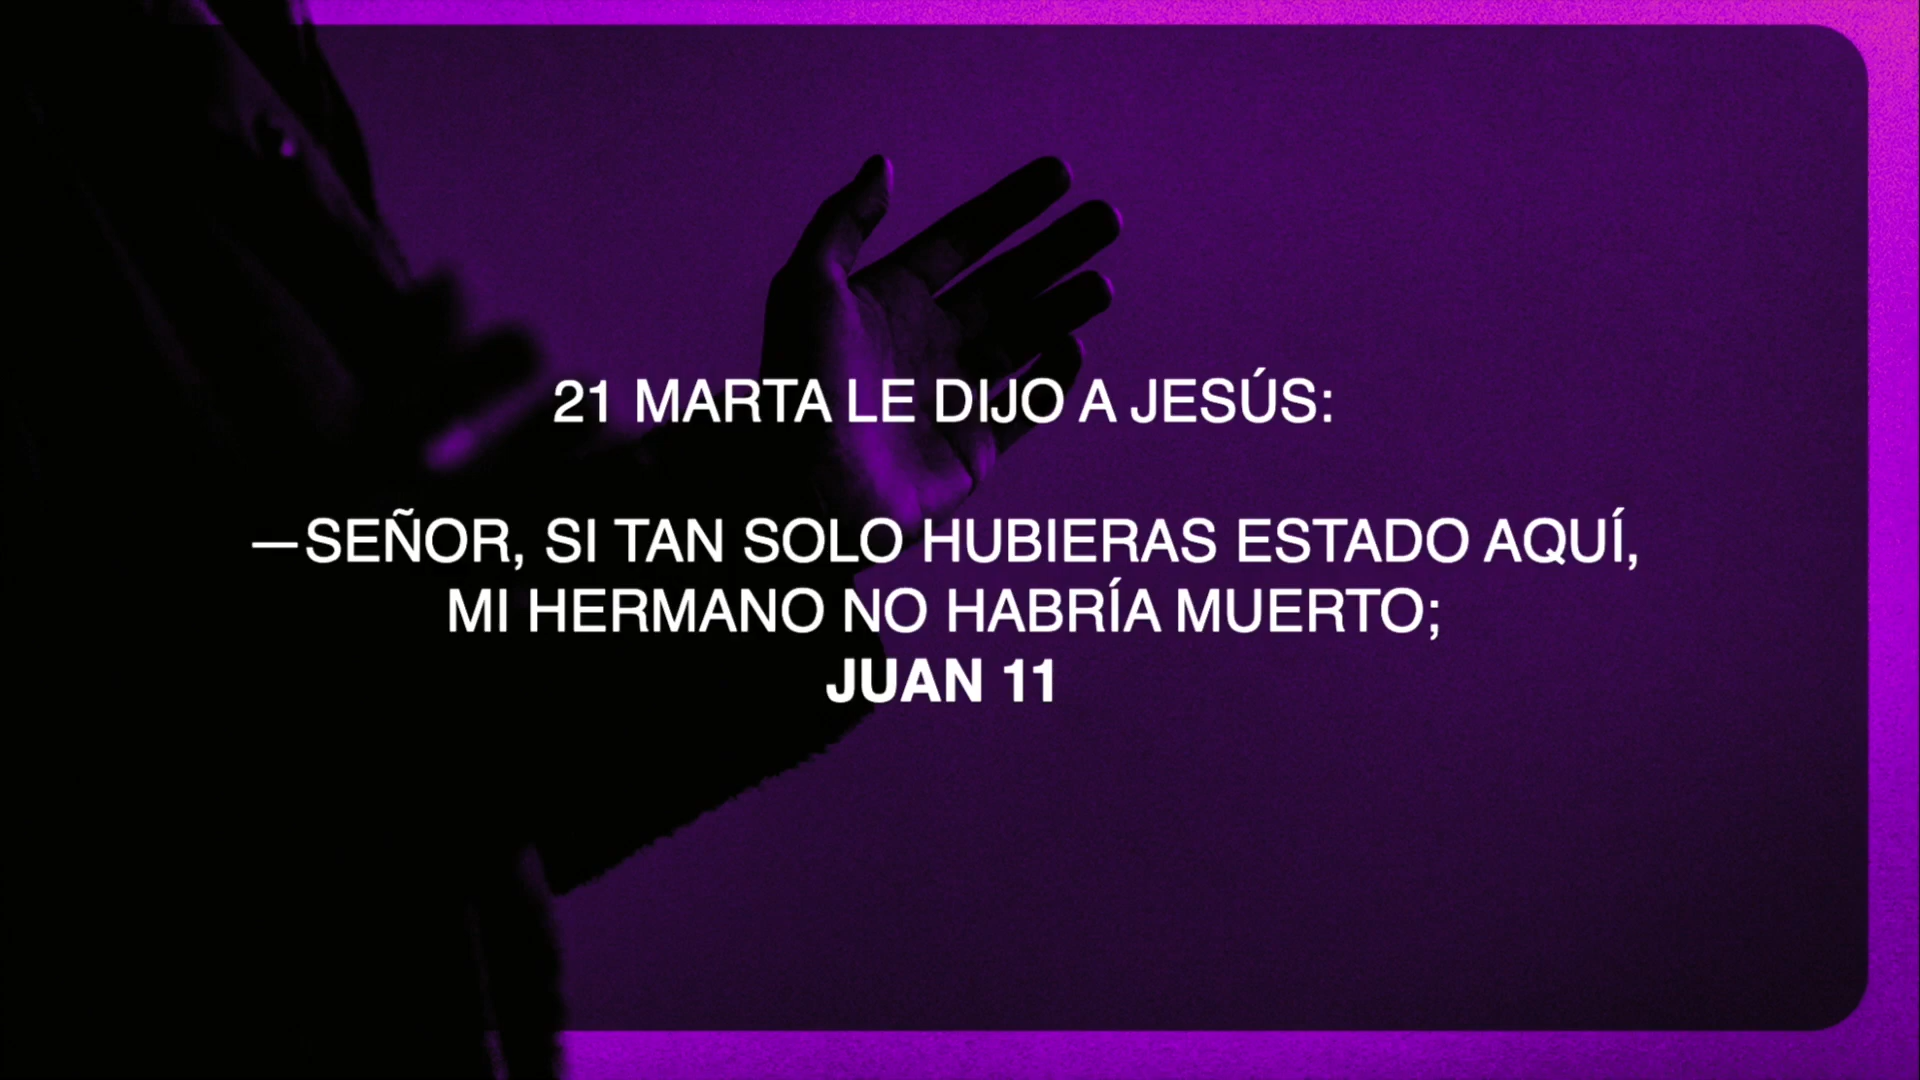 21 MARTA LE DIJO A JESÚS:
—SEÑOR, SI TAN SOLO HUBIERAS ESTADO AQUÍ,
MI HERMANO NO HABRÍA MUERTO;
JUAN 11